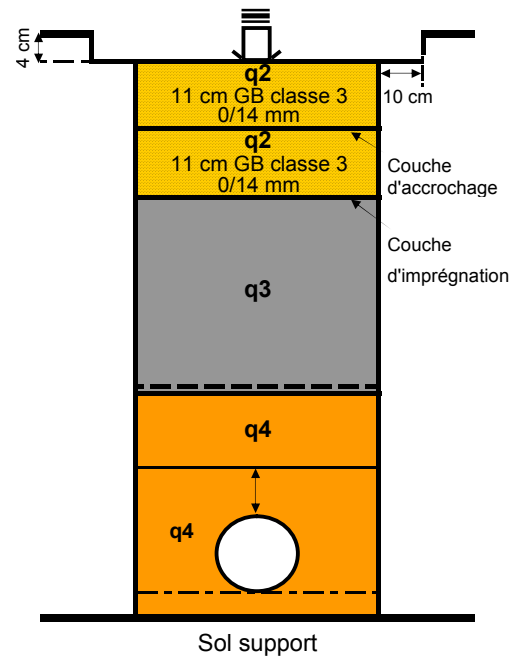 4 cm
q2
11 cm GB classe 3
0/14 mm
10 cm
q2
11 cm GB classe 3
0/14 mm
Couche
d'accrochage
Couche
d'imprégnation
q3
q4
q4
Sol support